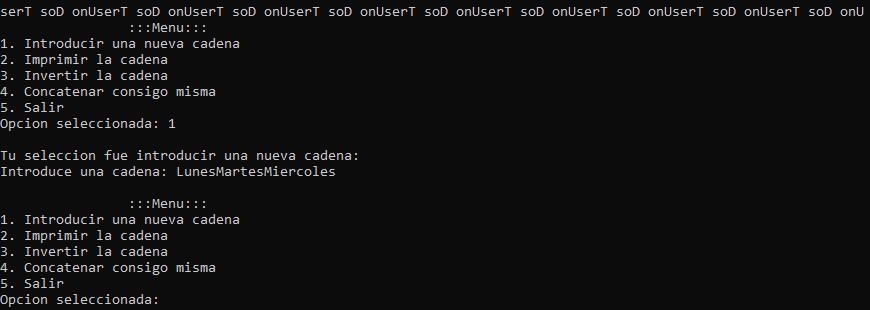 serT soD onUserT soD onUserT soD onUserT soD onUserT soD onUserT soD onUserT soD onUserT soD onUserT soD onUserT soD onU
:::Menu:::
1. Introducir una nueva cadena
2. Imprimir la cadena
3. Invertir la cadena
4. Concatenar consigo misma
5. Salir
Opcion seleccionada: 1
Tu seleccion fue introducir una nueva cadena:
Introduce una cadena: LunesMartesMiercoles
:::Menu:::
1. Introducir una nueva cadena
2. Imprimir la cadena
3. Invertir la cadena
4. Concatenar consigo misma
5. Salir
Opcion seleccionada: